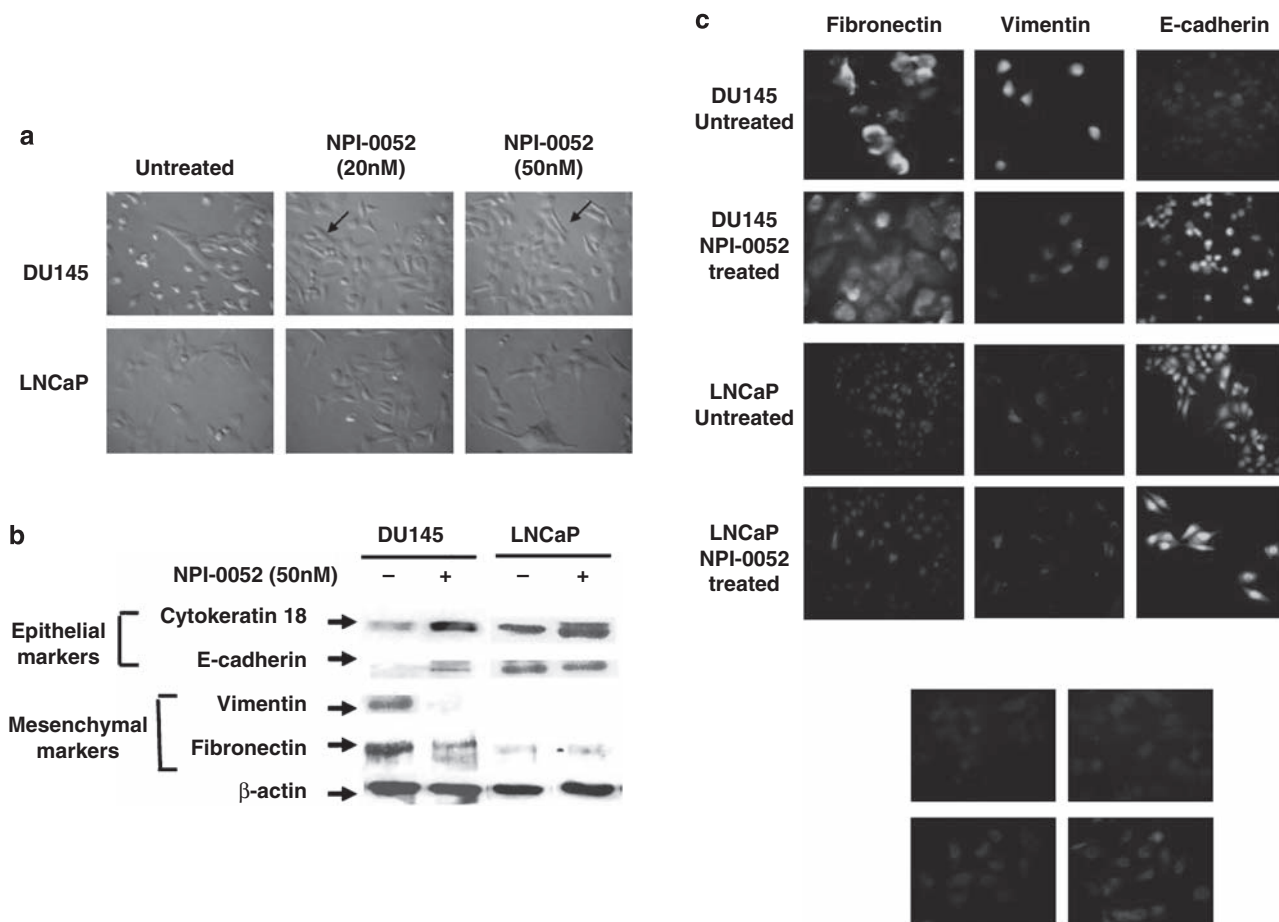 a
Untreated
NPI-0052
(20nM)
NPI-0052
(50nM)
DU145
LNCaP
b
DU145
LNCaP
NPI-0052 (50nM)
–
+
–
+
Epithelial
markers
Cytokeratin 18
E-cadherin
Mesenchymal
markers
Vimentin
Fibronectin
β-actin
c
Fibronectin
Vimentin
E-cadherin
DU145
Untreated
DU145
NPI-0052
treated
LNCaP
Untreated
LNCaP
NPI-0052
treated